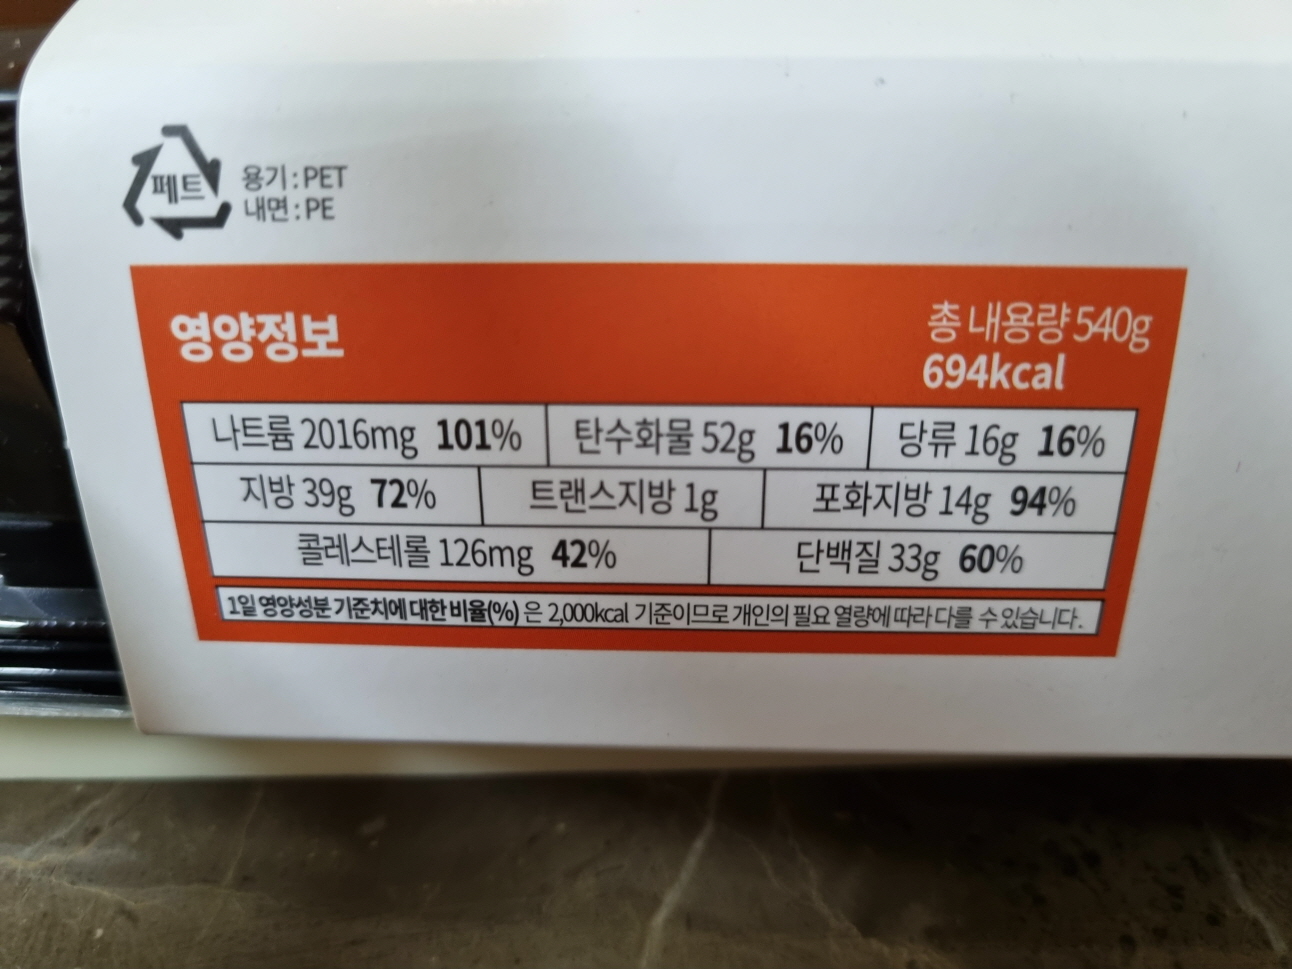 페트
용기 : PET
내면 : PE
영양정보
총 내용량 540g
694kcal
나트륨 2016mg 101% 탄수화물 52g 16% 당류 16g 16%
지방 39g 72% 트랜스지방 1g 포화지방 14g 94%
콜레스테롤 126mg 42% 단백질 33g 60%
1일 영양성분 기준치에 대한 비율(%) 은 2,000kcal 기준이므로 개인의 필요 열량에 따라 다를 수 있습니다.